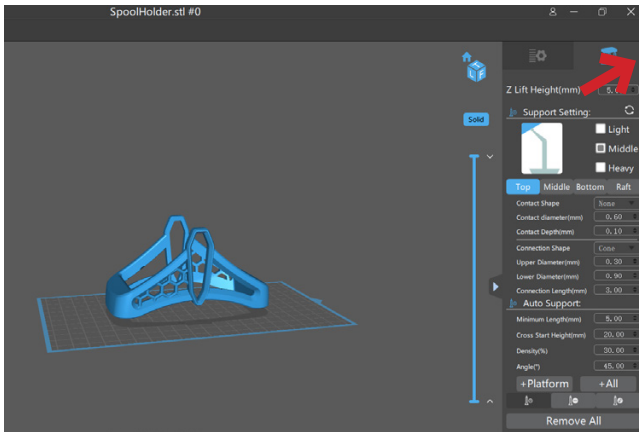 SpoolHolder.stl #0
L F
Z Lift Height(mm) 5.00
Solid
Support Setting:
Light
Middle
Heavy
Top Middle Bottom Raft
Contact Shape None
Contact diameter(mm) 0.60
Contact Depth(mm) 0.10
Connection Shape Cone
Upper Diameter(mm) 0.30
Lower Diameter(mm) 0.90
Connection Length(mm) 3.00
Auto Support:
Minimum Length(mm) 5.00
Cross Start Height(mm) 20.00
Density(%) 30.00
Angle(°) 45.00
+Platform +All
Remove All